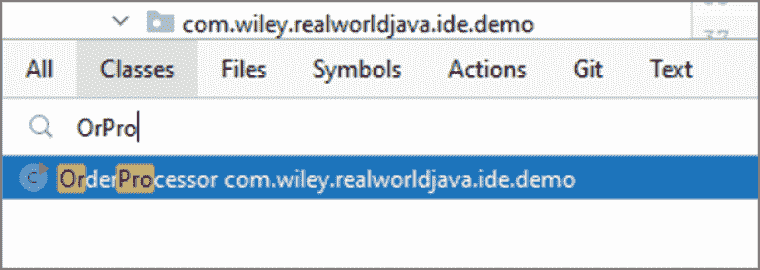 com.wiley.realworldjava.ide.demo
All Classes Files Symbols Actions Git Text
OrPro
C OrderProcessor com.wiley.realworldjava.ide.demo